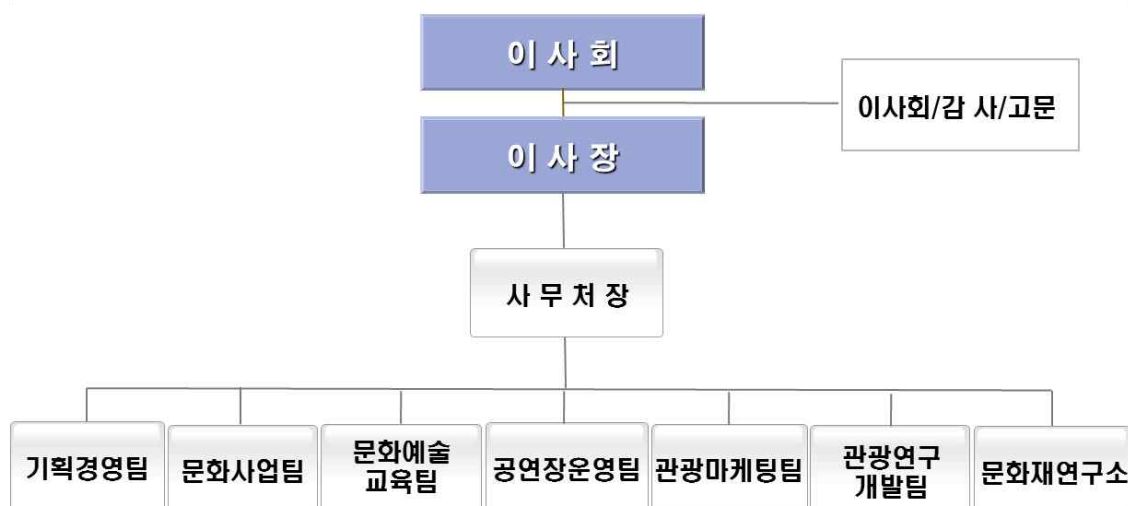 이 사 회
이사회/감 사/고문
이 사 장
사 무 처 장
기획경영팀
문화사업팀
문화예술
교육팀
공연장운영팀
관광마케팅팀
관광연구
개발팀
문화재연구소